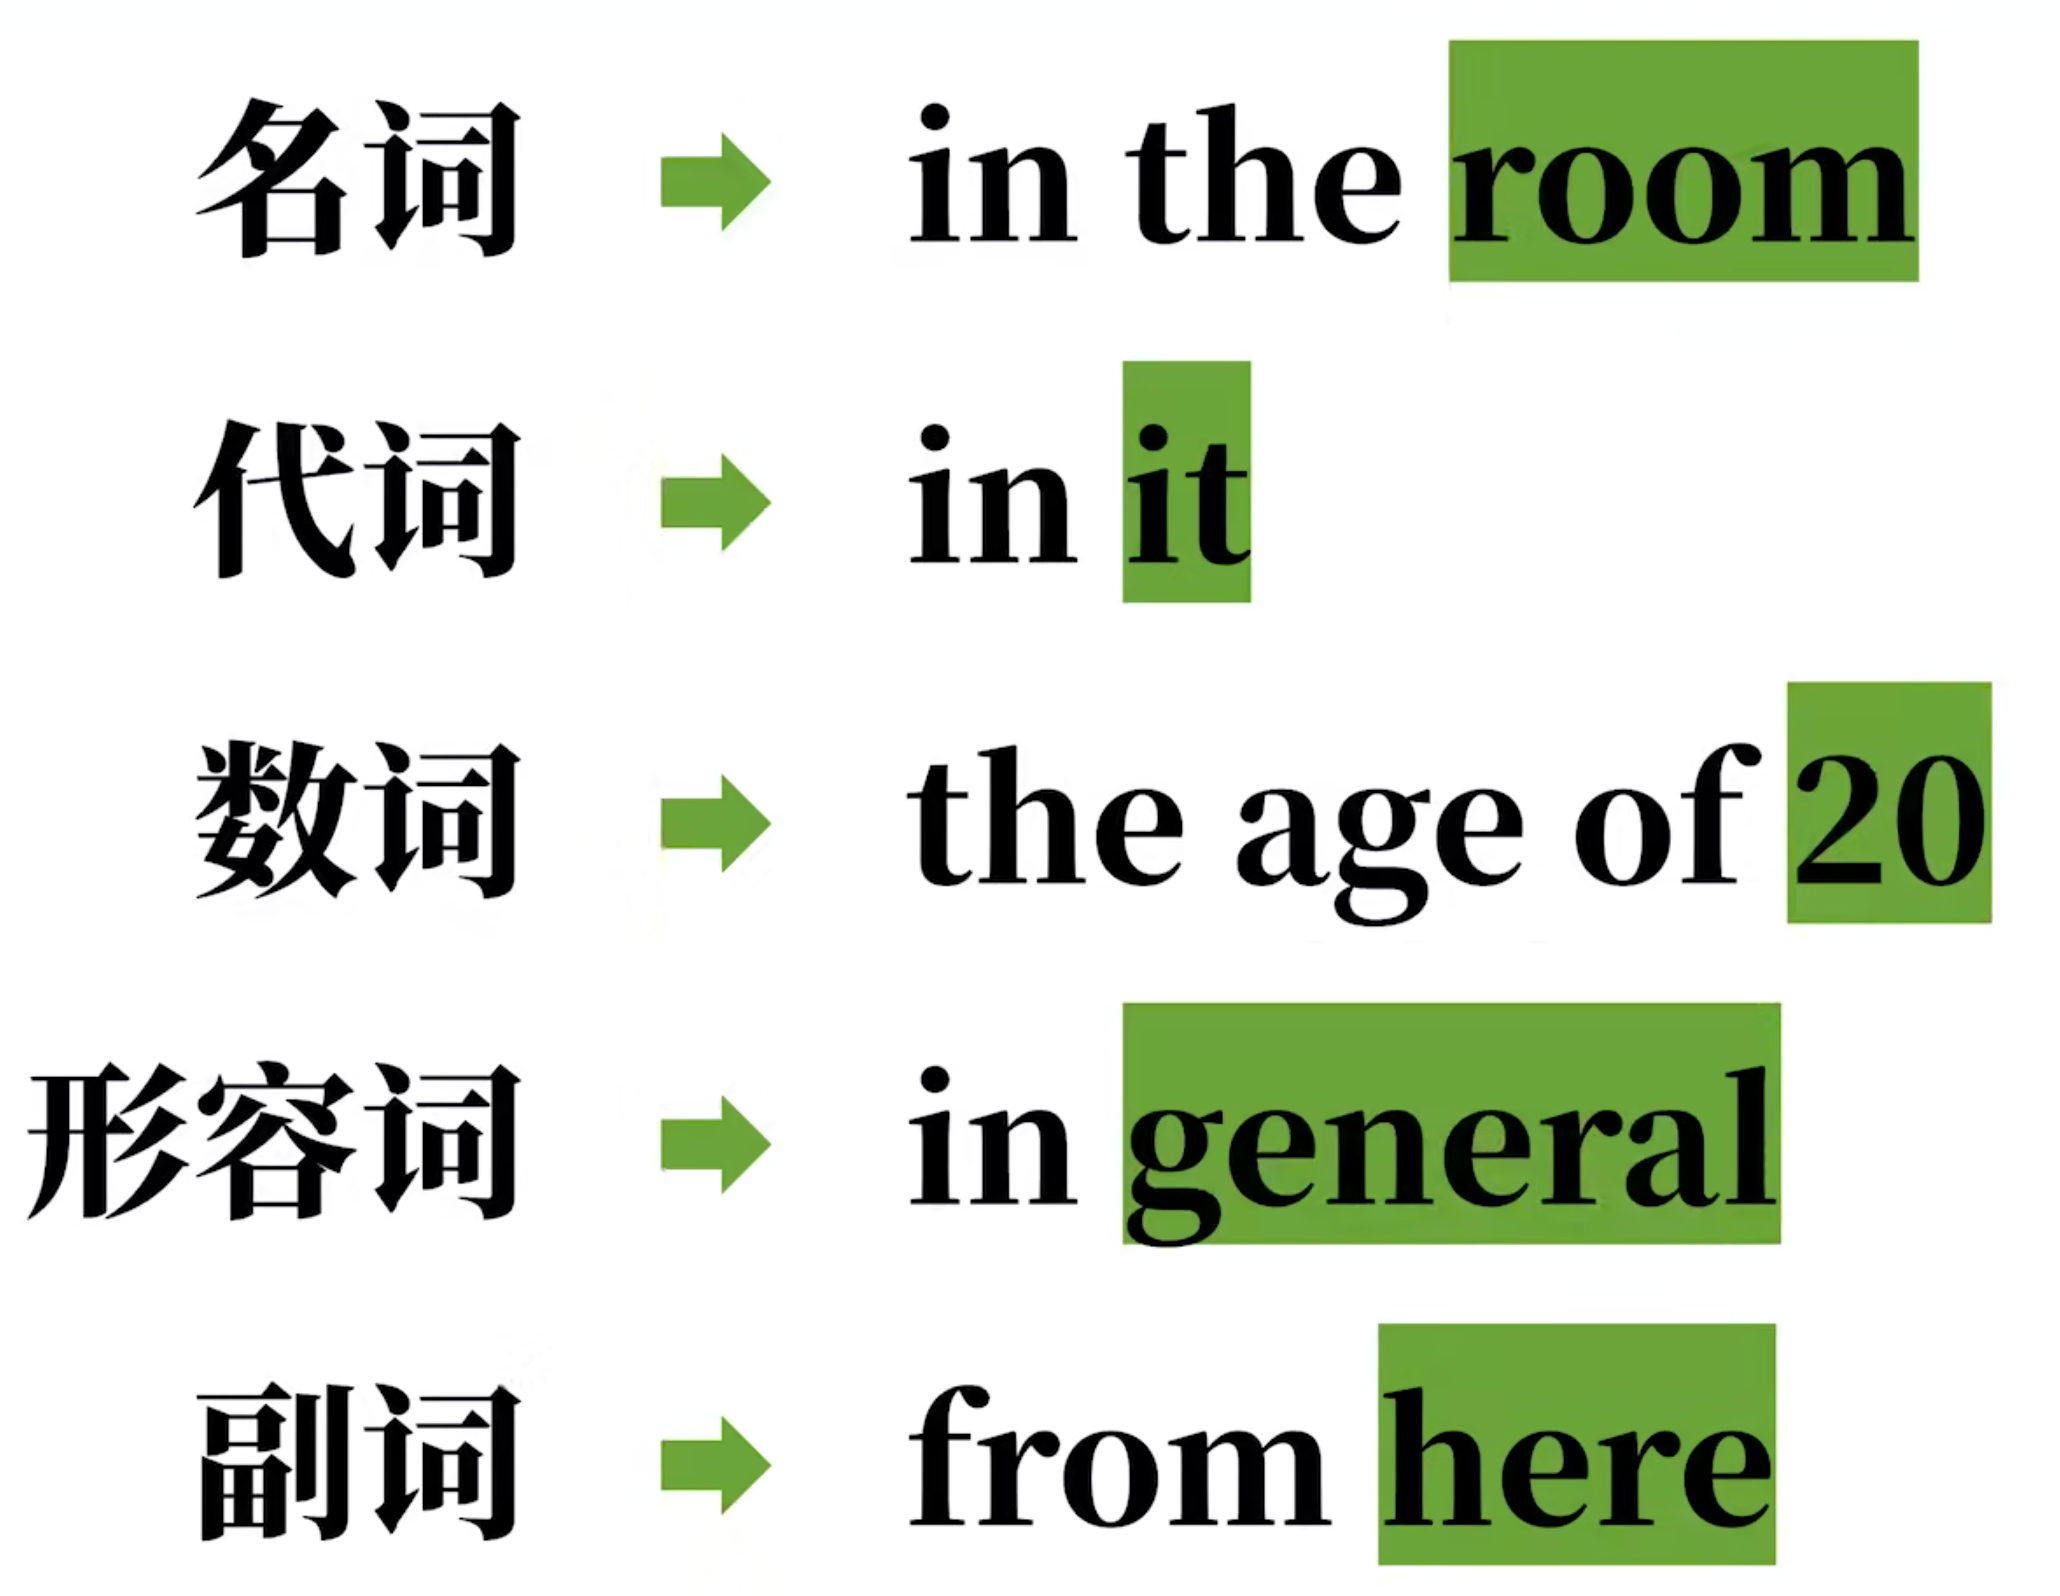 名词 in the room
代词 in it
数词 the age of 20
形容词 in general
副词 from here